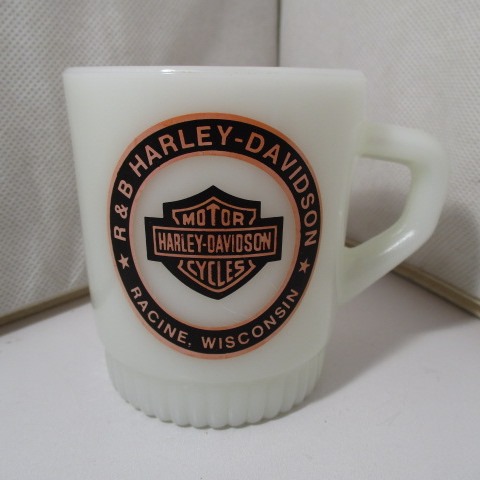 R&B HARLEY-DAVIDSON
MOTOR
HARLEY-DAVIDSON
CYCLES
★ RACINE, WISCONSIN ★